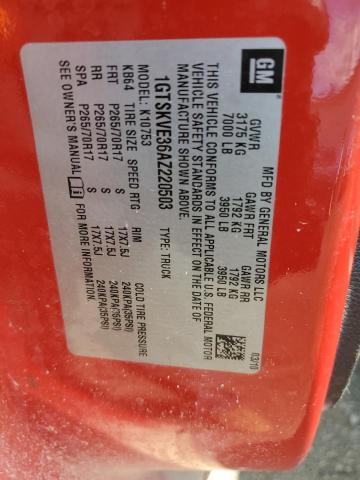 GM
MFD BY GENERAL MOTORS LLC
03/10
GVWR GAWR FRT GAWR RR
3175 KG 1792 KG 1792 KG
7000 LB 3950 LB 3950 LB
THIS VEHICLE CONFORMS TO ALL APPLICABLE U.S. FEDERAL MOTOR
VEHICLE SAFETY STANDARDS IN EFFECT ON THE DATE OF
MANUFACTURE SHOWN ABOVE.
1GTSKVE38AZ220503 TYPE: TRUCK
MODEL: K10753
KB64 TIRE SIZE SPEED RTG RIM COLD TIRE PRESSURE
FRT P265/70R17 S 17X7.5J 240KPA(35PSI)
RR P265/70R17 S 17X7.5J 240KPA(35PSI)
SPA P265/70R17 S 17X7.5J 240KPA(35PSI)
SEE OWNER'S MANUAL